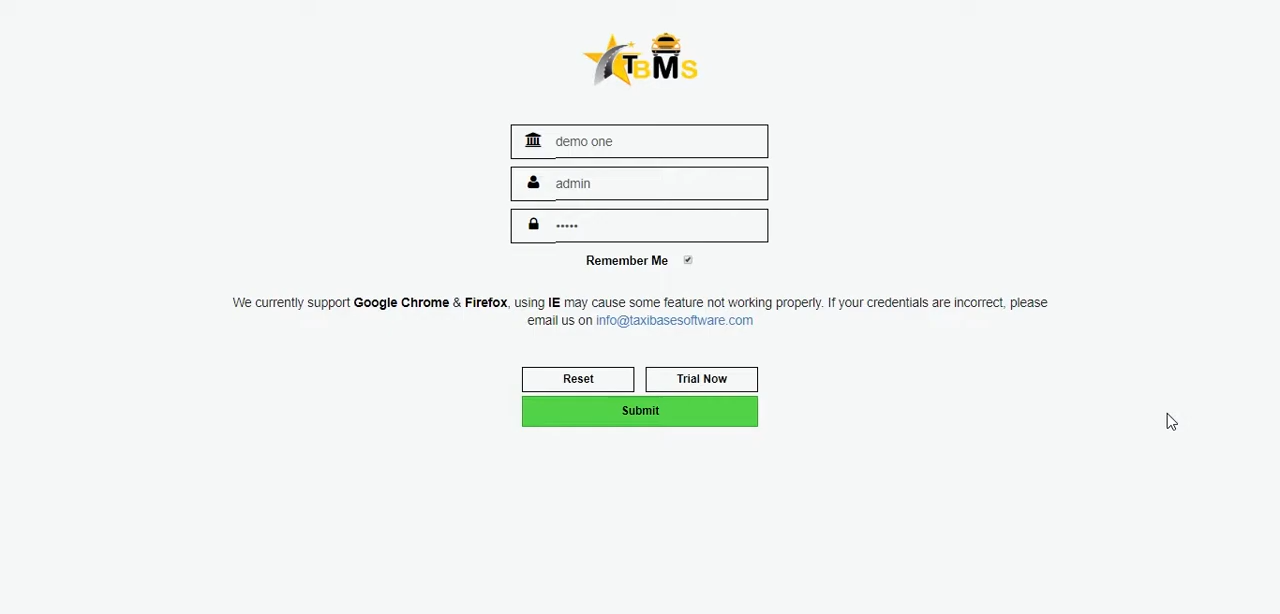 TBMS
demo one
admin
•••••
Remember Me
We currently support Google Chrome & Firefox, using IE may cause some feature not working properly. If your credentials are incorrect, please
email us on info@taxibasesoftware.com
Reset Trial Now
Submit